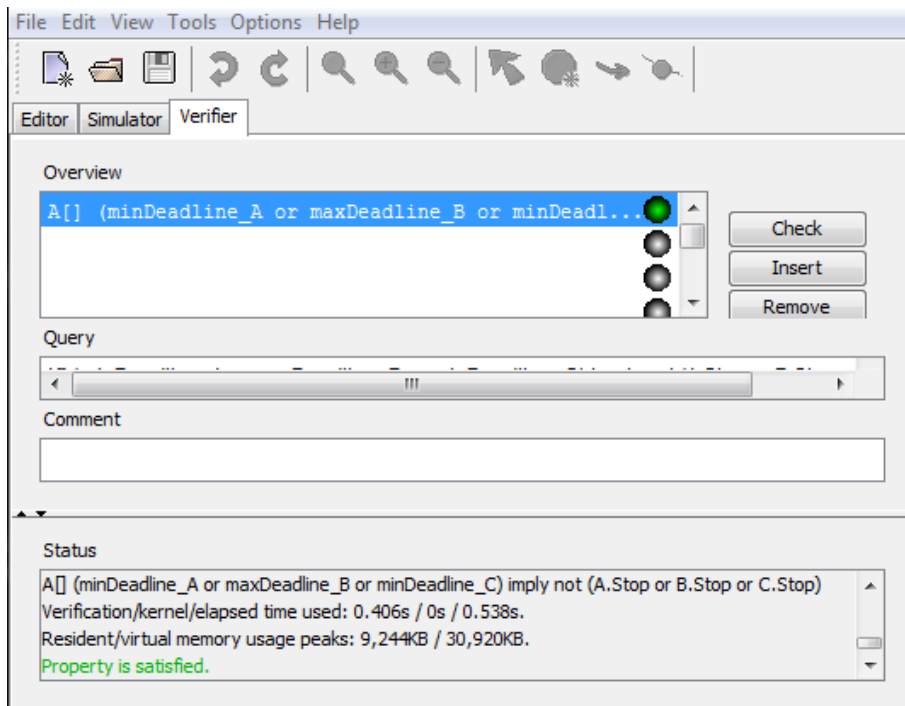 File Edit View Tools Options Help
Editor Simulator Verifier
Overview
A[] (minDeadline_A or maxDeadline_B or minDeadl...
Check
Insert
Remove
Query
Comment
Status
A[] (minDeadline_A or maxDeadline_B or minDeadline_C) imply not (A.Stop or B.Stop or C.Stop)
Verification/kernel/elapsed time used: 0.406s / 0s / 0.538s.
Resident/virtual memory usage peaks: 9,244KB / 30,920KB.
Property is satisfied.